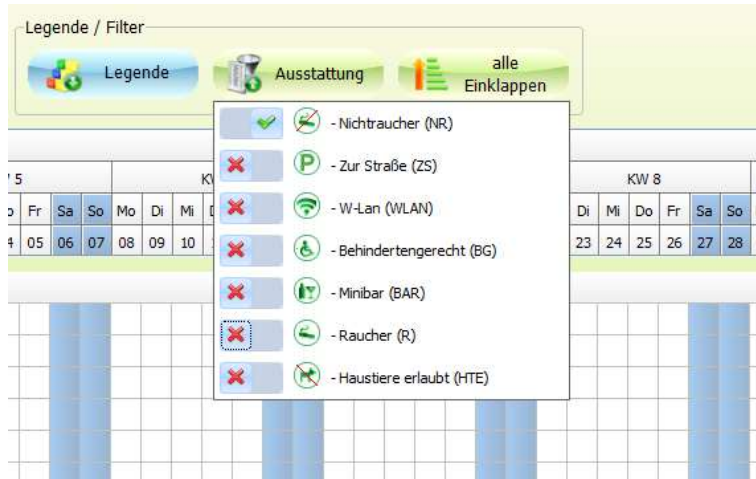 Legende / Filter
Legende
Ausstattung
alle
Einklappen
- Nichtraucher (NR)
P - Zur Straße (ZS)
- W-Lan (WLAN)
- Behindertengerecht (BG)
- Minibar (BAR)
- Raucher (R)
- Haustiere erlaubt (HTE)
5 KW 8
Fr Sa So Mo Di Mi Di Mi Do Fr Sa So
05 06 07 08 09 10 23 24 25 26 27 28